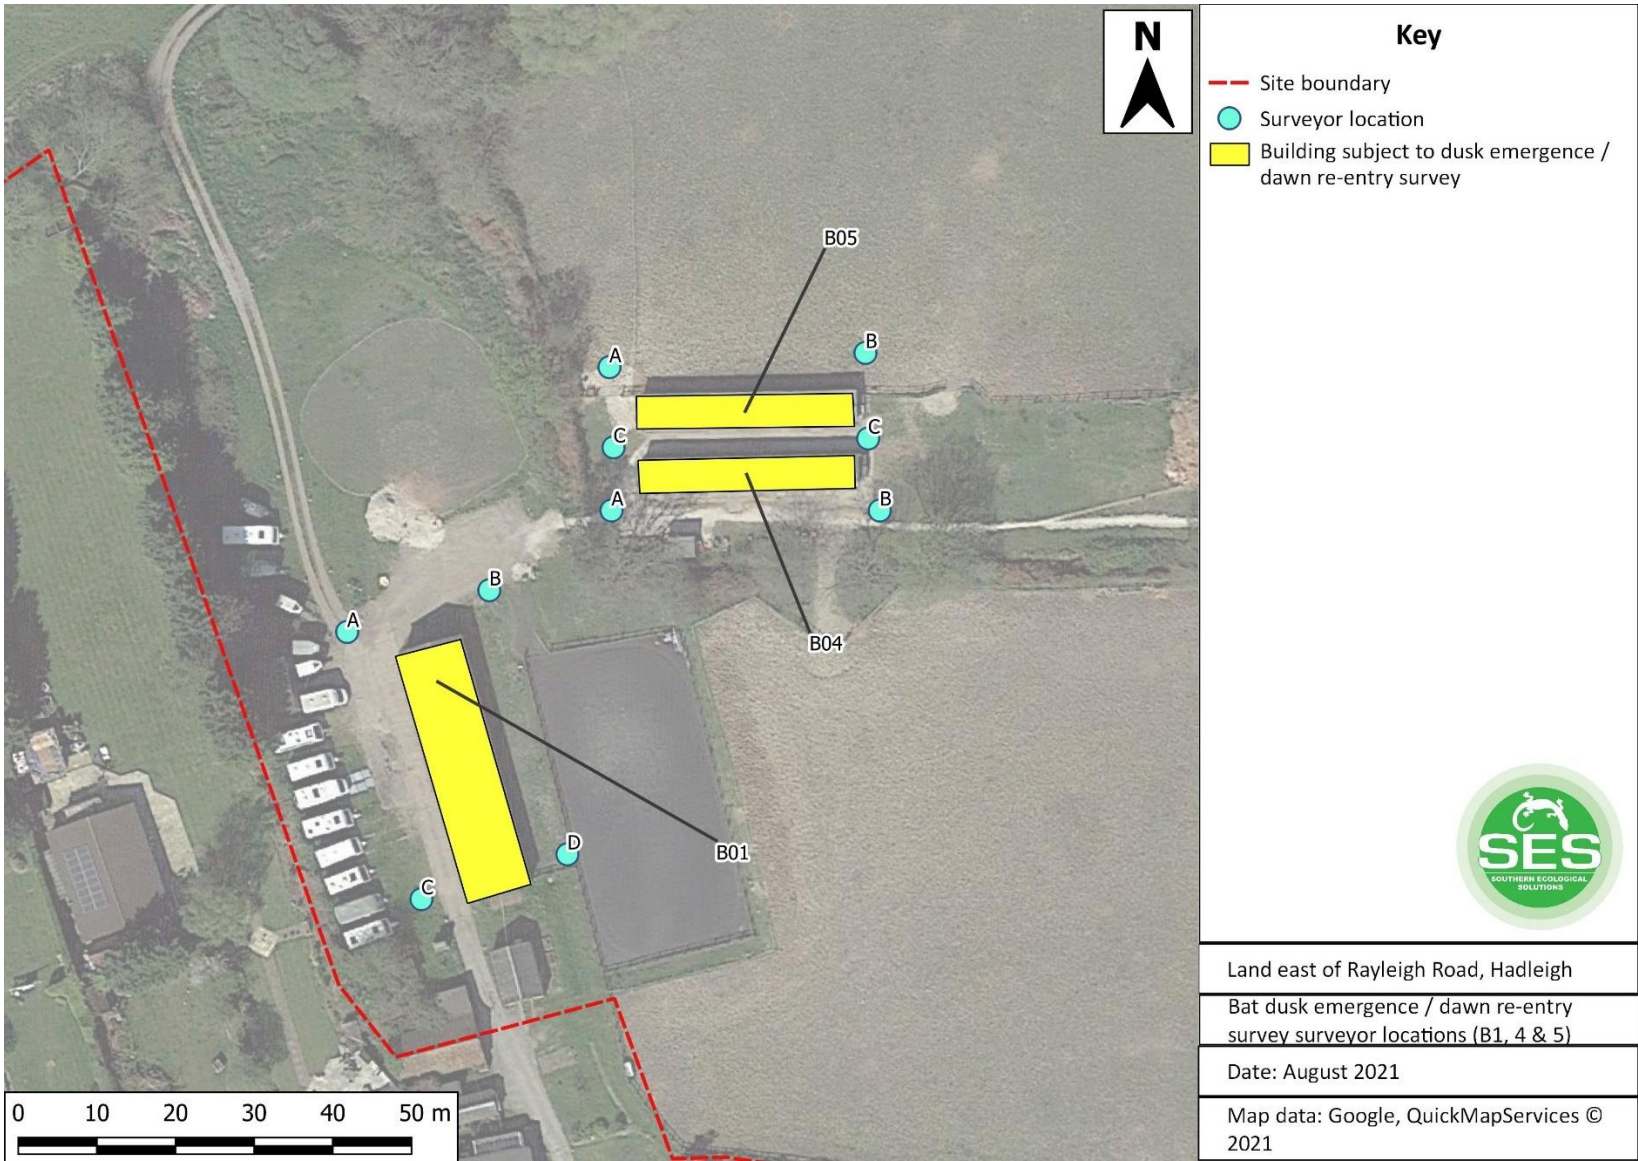 N
B05
A
B
C
C
A
B
B
A
B04
D
B01
C
0 10 20 30 40 50 m
Key
Site boundary
Surveyor location
Building subject to dusk emergence /
dawn re-entry survey
SES
SOUTHERN ECOLOGICAL
SOLUTIONS
Land east of Rayleigh Road, Hadleigh
Bat dusk emergence / dawn re-entry
survey surveyor locations (B1, 4 & 5)
Date: August 2021
Map data: Google, QuickMapServices ©
2021